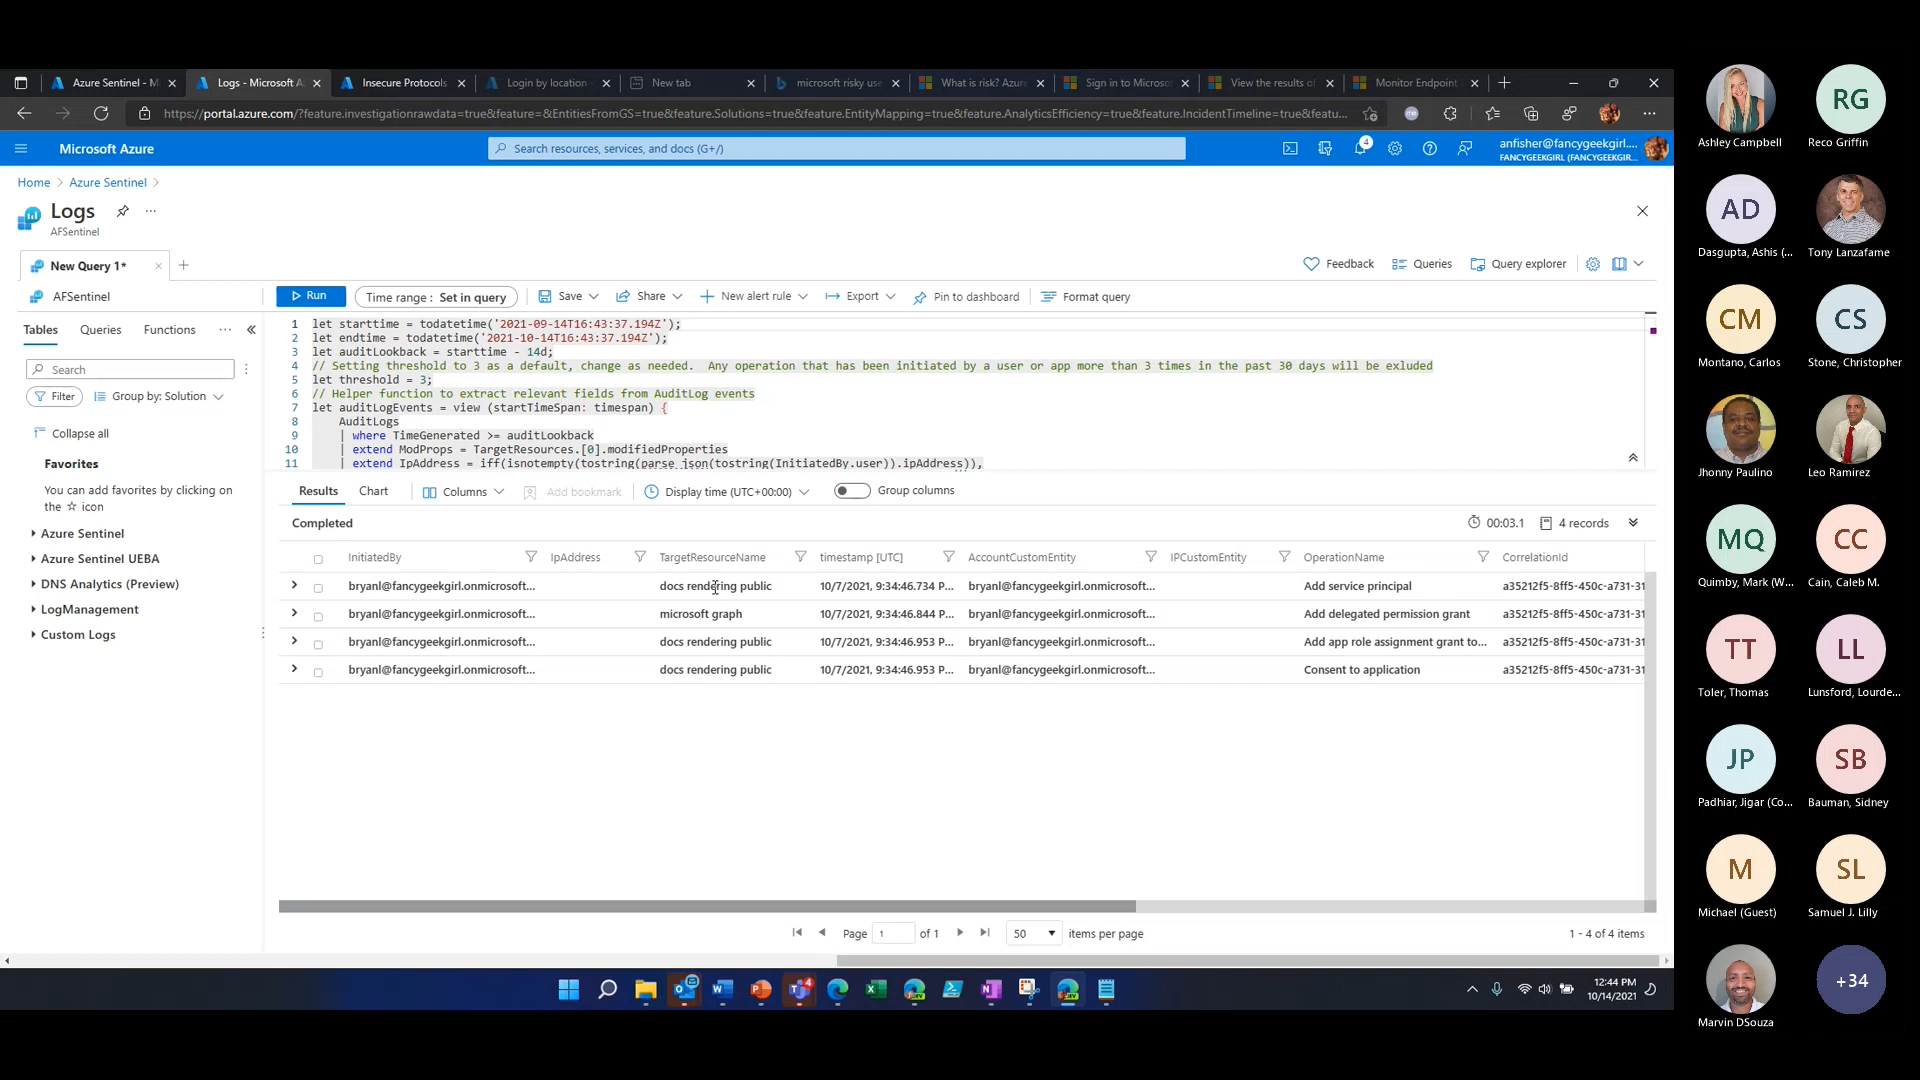 Azure Sentinel - M
Logs - Microsoft A
Insecure Protocols
Login by location -
New tab
microsoft risky use
What is risk? Azure
Sign in to Microso
View the results of
Monitor Endpoint
https://portal.azure.com/?feature.investigationrawdata=true&feature=&EntitiesFromGS=true&feature.Solutions=true&feature.EntityMapping=true&feature.AnalyticsEfficiency=true&feature.IncidentTimeline=true&featu...
Microsoft Azure
Search resources, services, and docs (G+/)
4
anfisher@fancygeekgirl....
FANCYGEEKGIRL (FANCYGEEKGIR...
Home > Azure Sentinel >
Logs
...
AFSentinel
New Query 1*
Feedback
Queries
Query explorer
AFSentinel
Run
Time range : Set in query
Save
Share
New alert rule
Export
Pin to dashboard
Format query
Tables
Queries
Functions
...
Search
Filter
Group by: Solution
Collapse all
Favorites
You can add favorites by clicking on
the ☆ icon
Azure Sentinel
Azure Sentinel UEBA
DNS Analytics (Preview)
LogManagement
Custom Logs
1 let starttime = todatetime('2021-09-14T16:43:37.194Z');
2 let endtime = todatetime('2021-10-14T16:43:37.194Z');
3 let auditLookback = starttime - 14d;
4 // Setting threshold to 3 as a default, change as needed.  Any operation that has been initiated by a user or app more than 3 times in the past 30 days will be exluded
5 let threshold = 3;
6 // Helper function to extract relevant fields from AuditLog events
7 let auditLogEvents = view (startTimeSpan: timespan) {
8 AuditLogs
9 | where TimeGenerated >= auditLookback
10 | extend ModProps = TargetResources.[0].modifiedProperties
11 | extend IpAddress = iff(isnotempty(tostring(parse_json(tostring(InitiatedBy.user)).ipAddress)),
Results
Chart
Columns
Add bookmark
Display time (UTC+00:00)
Group columns
Completed
00:03.1
4 records
InitiatedBy IpAddress TargetResourceName timestamp [UTC] AccountCustomEntity IPCustomEntity OperationName CorrelationId
bryanl@fancygeekgirl.onmicrosoft... docs rendering public 10/7/2021, 9:34:46.734 P... bryanl@fancygeekgirl.onmicrosoft... Add service principal a35212f5-8ff5-450c-a731-31
bryanl@fancygeekgirl.onmicrosoft... microsoft graph 10/7/2021, 9:34:46.844 P... bryanl@fancygeekgirl.onmicrosoft... Add delegated permission grant a35212f5-8ff5-450c-a731-31
bryanl@fancygeekgirl.onmicrosoft... docs rendering public 10/7/2021, 9:34:46.953 P... bryanl@fancygeekgirl.onmicrosoft... Add app role assignment grant to... a35212f5-8ff5-450c-a731-31
bryanl@fancygeekgirl.onmicrosoft... docs rendering public 10/7/2021, 9:34:46.953 P... bryanl@fancygeekgirl.onmicrosoft... Consent to application a35212f5-8ff5-450c-a731-31
Page 1 of 1
50 items per page
1 - 4 of 4 items
4
12:44 PM
10/14/2021
Ashley Campbell
RG
Reco Griffin
AD
Dasgupta, Ashis (...
Tony Lanzafame
CM
Montano, Carlos
CS
Stone, Christopher
Jhonny Paulino
Leo Ramirez
MQ
Quimby, Mark (W...
CC
Cain, Caleb M.
TT
Toler, Thomas
LL
Lunsford, Lourde...
JP
Padhiar, Jigar (Co...
SB
Bauman, Sidney
M
Michael (Guest)
SL
Samuel J. Lilly
Marvin DSouza
+34